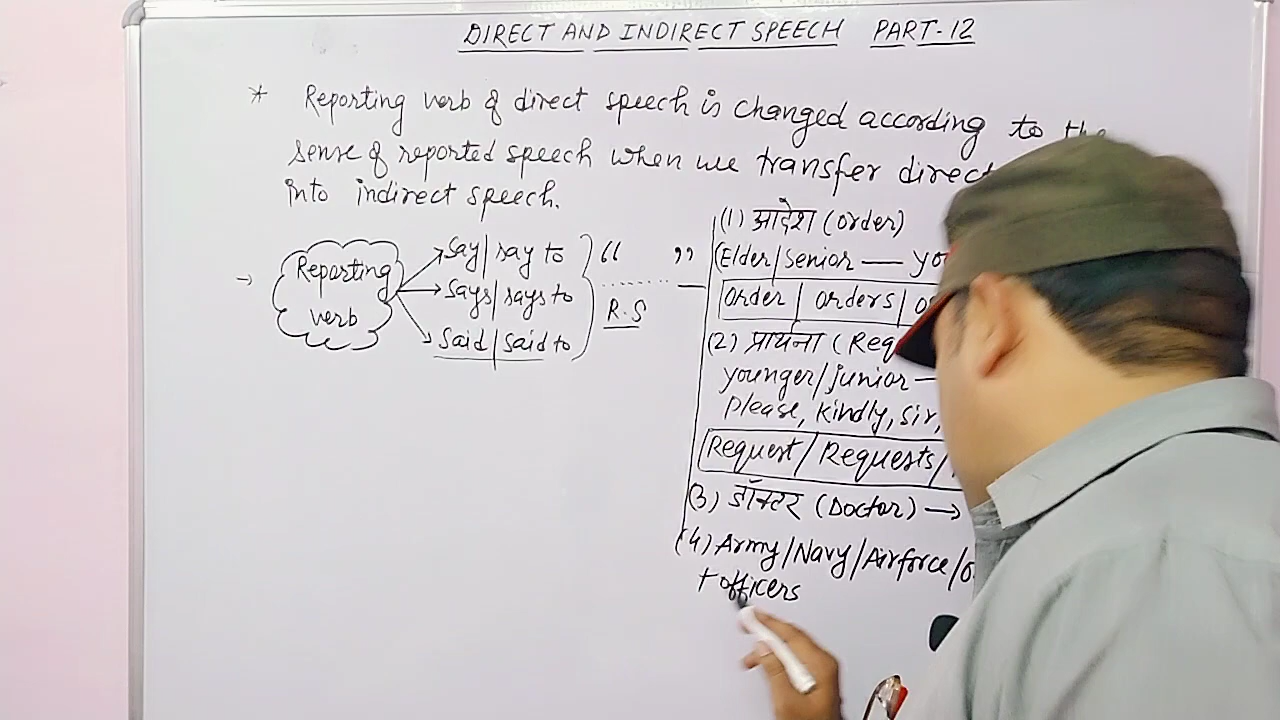 DIRECT AND INDIRECT SPEECH PART-12
* Reporting verb of direct speech is changed according to the
sense of reported speech when we transfer direct
into indirect speech.
→ Reporting verb
say | say to
says | says to
said | said to
“ ........ ”
R.S
(1) आदेश (order)
(Elder/senior —
order | orders |
(2) प्रार्थना
younger/junior —
please, kindly, sir,
Request / Requests /
(3) डॉक्टर (Doctor) →
(4) Army/Navy/Airforce/
+ officers